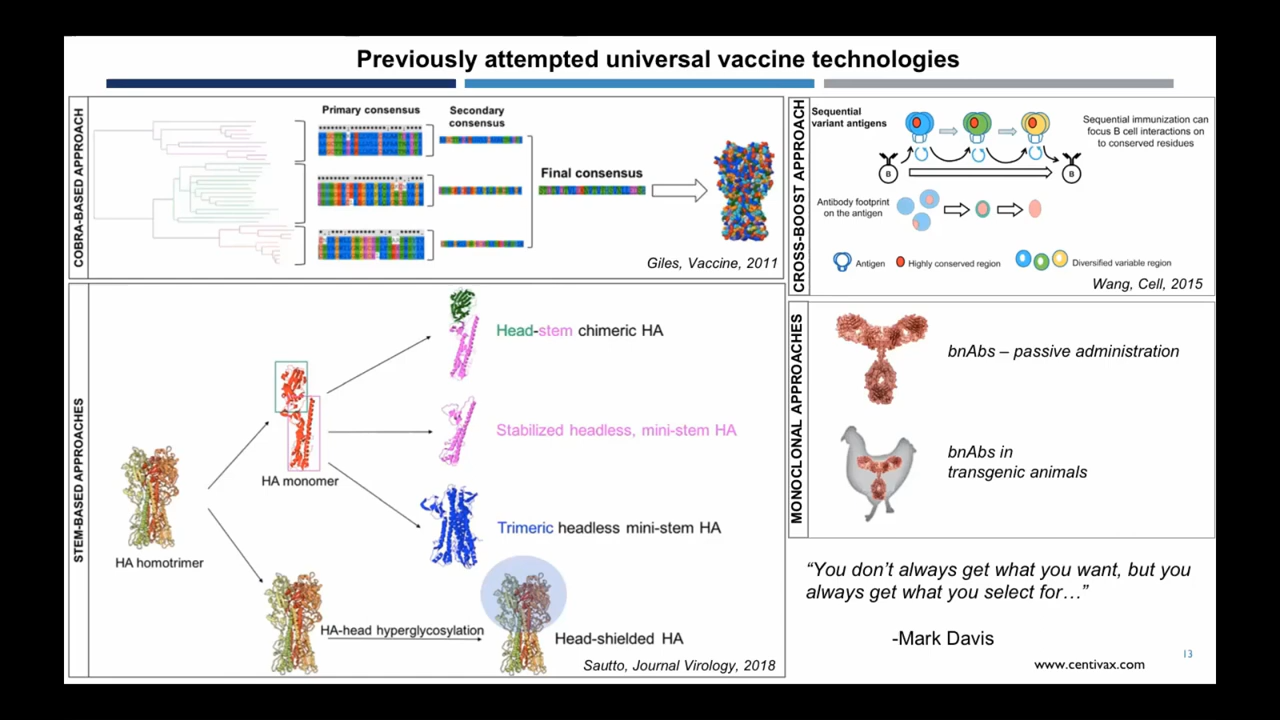 Previously attempted universal vaccine technologies
COBRA-BASED APPROACH
Primary consensus
Secondary
consensus
Final consensus
Giles, Vaccine, 2011
CROSS-BOOST APPROACH
Sequential
variant antigens
Sequential immunization can
focus B cell interactions on
to conserved residues
B
B
Antibody footprint
on the antigen
Antigen
Highly conserved region
Diversified variable region
Wang, Cell, 2015
STEM-BASED APPROACHES
HA homotrimer
HA monomer
Head-stem chimeric HA
Stabilized headless, mini-stem HA
Trimeric headless mini-stem HA
HA-head hyperglycosylation
Head-shielded HA
Sautto, Journal Virology, 2018
MONOCLONAL APPROACHES
bnAbs – passive administration
bnAbs in
transgenic animals
“You don’t always get what you want, but you
always get what you select for…”
-Mark Davis
13
www.centivax.com